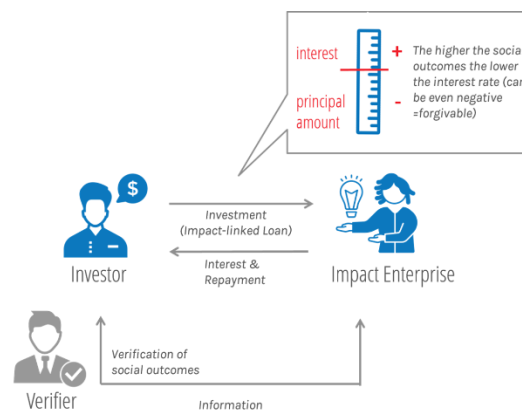 interest
+
The higher the social
outcomes the lower
the interest rate (can
be even negative
=forgivable)
principal
amount
-
$
Investment
(Impact-linked Loan)
Interest &
Repayment
Investor
Impact Enterprise
Verification of
social outcomes
Verifier
Information